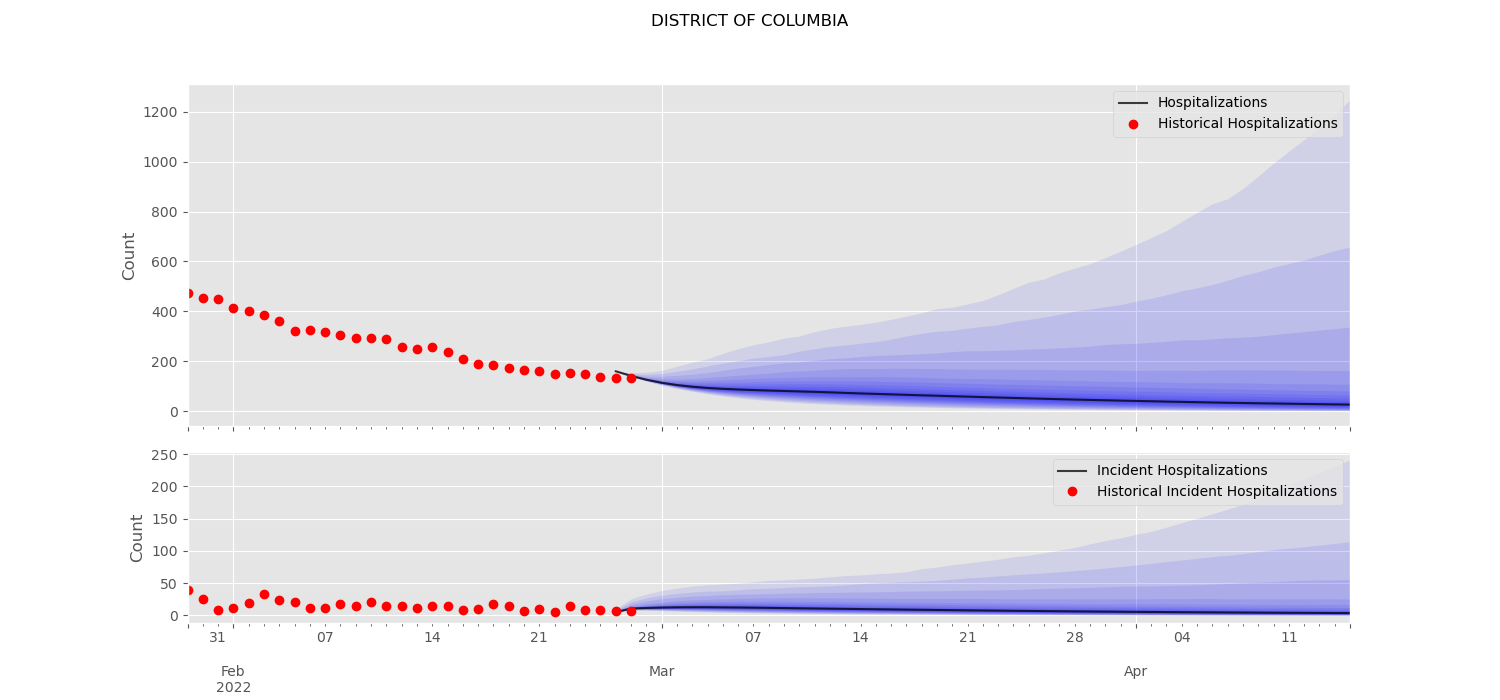 DISTRICT OF COLUMBIA
Count
1200
1000
800
600
400
200
0
Hospitalizations
Historical Hospitalizations
Count
250
200
150
100
50
0
Incident Hospitalizations
Historical Incident Hospitalizations
31 07 14 21 28 07 14 21 28 04 11
Feb Mar Apr
2022